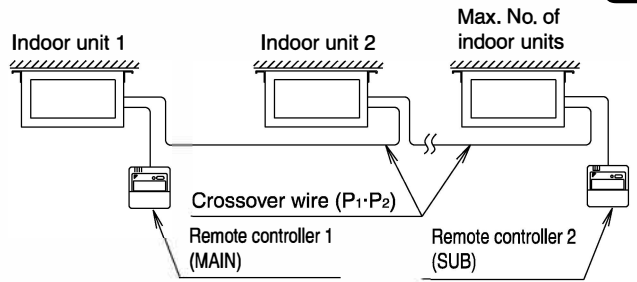 Indoor unit 1
Indoor unit 2
Max. No. of
indoor units
Crossover wire (P₁·P₂)
Remote controller 1
(MAIN)
Remote controller 2
(SUB)